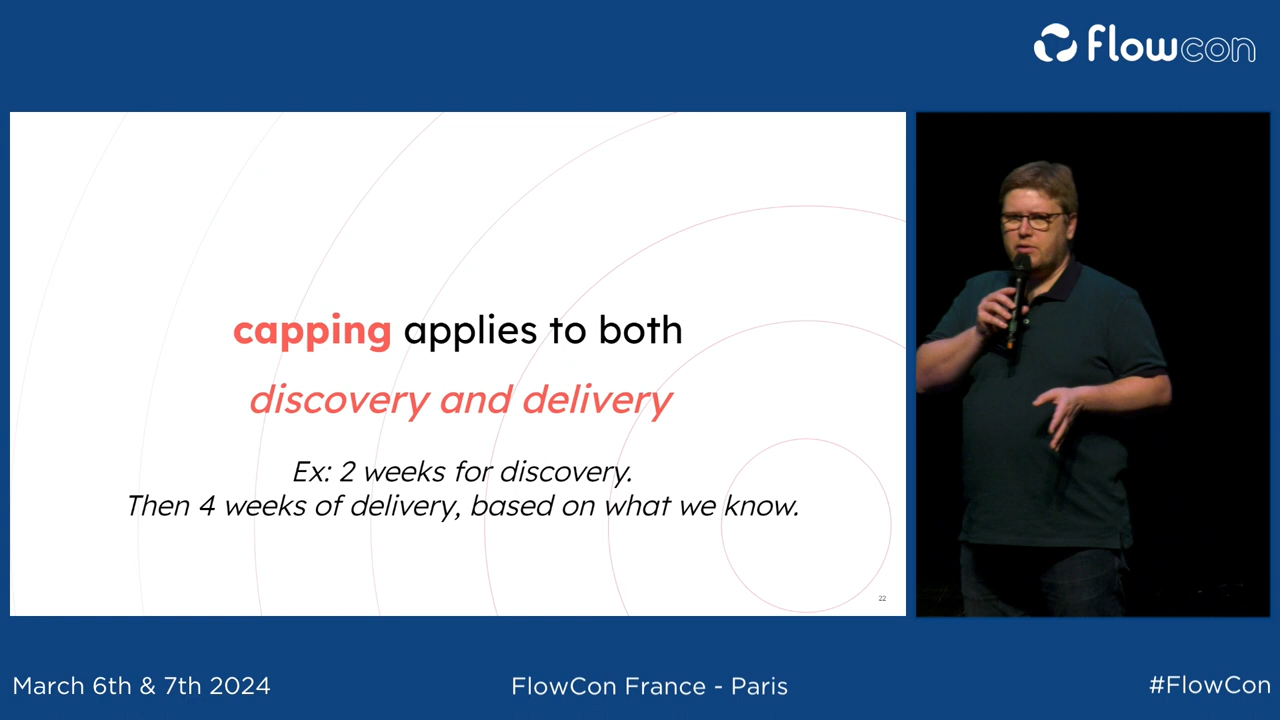 flowcon
capping applies to both
discovery and delivery
Ex: 2 weeks for discovery.
Then 4 weeks of delivery, based on what we know.
22
March 6th & 7th 2024
FlowCon France - Paris
#FlowCon